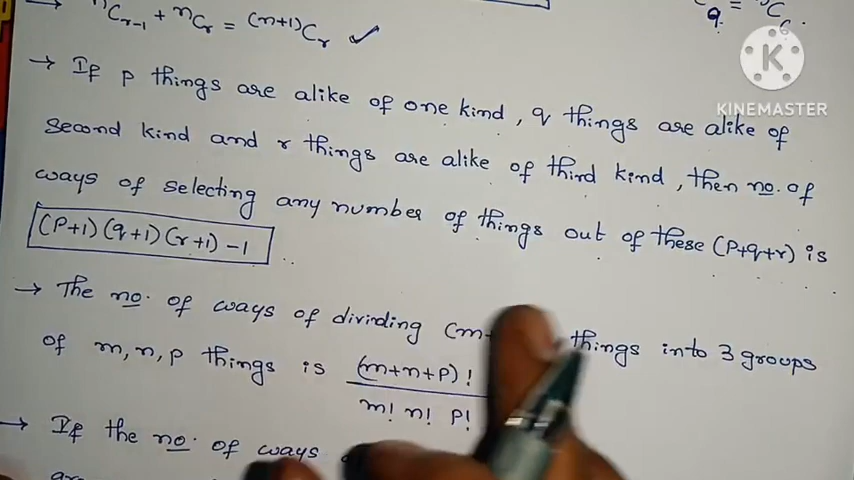 → ⁿCᵣ₋₁ + ⁿCᵣ = ⁽ⁿ⁺¹⁾Cᵣ ✓
→ If p things are alike of one kind, q things are alike of
second kind and r things are alike of third kind, then no. of
ways of selecting any number of things out of these (p+q+r) is
(P+1)(q+1)(r+1) -1
→ The no. of ways of dividing (m+ things into 3 groups
of m, n, p things is (m+n+p)! / m! n! p!
→ If the no. of ways
are
K
KINEMASTER